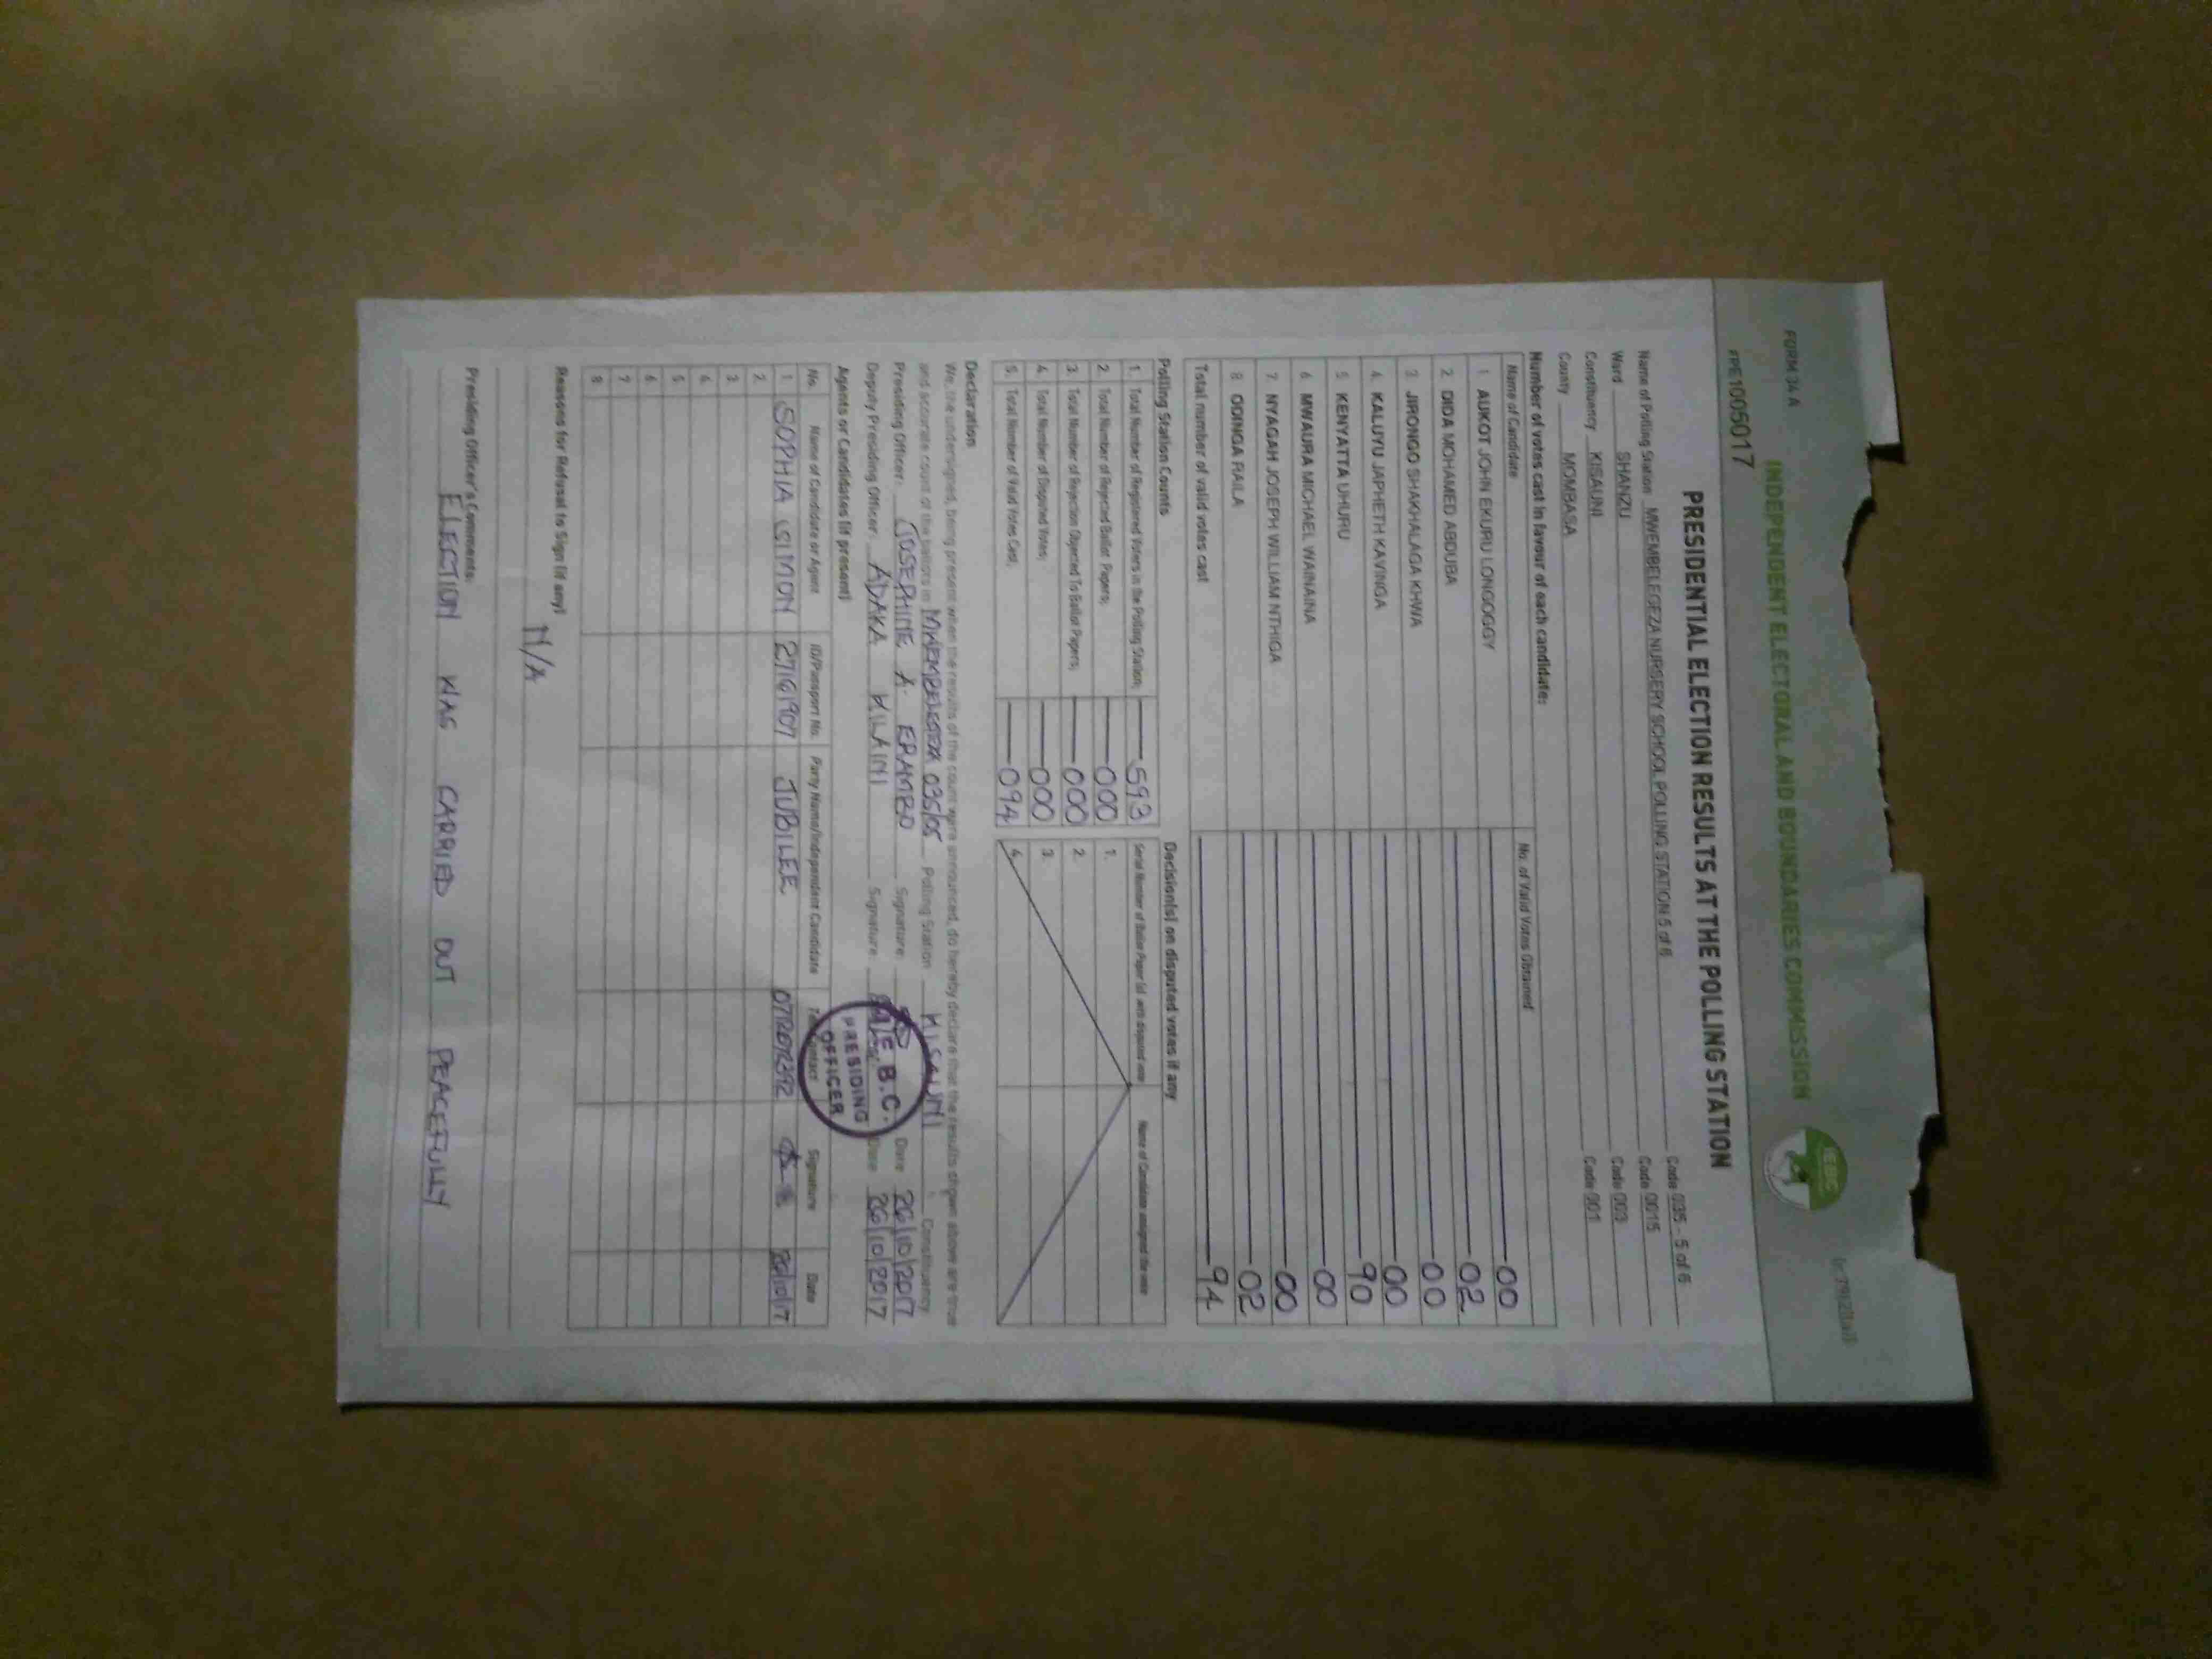 FORM 34 A
INDEPENDENT ELECTORAL AND BOUNDARIES COMMISSION
IEBC
PRE1005017
PRESIDENTIAL ELECTION RESULTS AT THE POLLING STATION
Name of Polling Station MWEMBELEGEZA NURSERY SCHOOL POLLING STATION 5 of 6 Code 035 - 5 of 6
Ward SHANZU Code 0015
Constituency KISAUNI Code 003
County MOMBASA Code 001
Number of votes cast in favour of each candidate:
Name of Candidate No. of Valid Votes Obtained
1 AUKOT JOHN EKURU LONGOGGY 00
2. DIDA MOHAMED ABDUBA 02
3 JIRONGO SHAKHALAGA KHWA 00
4. KALUYU JAPHETH KAVINGA 00
5 KENYATTA UHURU 90
6 MWAURA MICHAEL WAINAINA 00
7. NYAGAH JOSEPH WILLIAM NTHIGA 00
8 ODINGA RAILA 02
Total number of valid votes cast 94
Polling Station Counts
1. Total Number of Registered Voters in the Polling Station; 593
2. Total Number of Rejected Ballot Papers; 000
3. Total Number of Rejection Objected To Ballot Papers; 000
4. Total Number of Disputed Votes; 000
5. Total Number of Valid Votes Cast; 094
Decision(s) on disputed votes if any
Serial Number of Ballot Paper (s) with disputed vote Name of Candidate assigned the vote
1.
2.
3.
4.
Declaration
We, the undersigned, being present when the results of the count were announced, do hereby declare that the results shown above are true
and accurate count of the ballots in 035/05 Polling Station KISAUNI Constituency
Presiding Officer: JOSEPHINE A. ERAMBO Signature Date 26/10/2017
Deputy Presiding Officer: ADAKA KILAINI Signature Date 26/10/2017
I.E.B.C.
PRESIDING
OFFICER
Agents or Candidates (if present)
No. Name of Candidate or Agent ID/Passport No. Party Name/Independent Candidate Tel. Contact Signature Date
1 SOPHIA SIMON JUBILEE 26/10/17
2.
3
4
5
6
7
8
Reasons for Refusal to Sign (if any)
N/A
Presiding Officer's Comments:
ELECTION WAS CARRIED OUT PEACEFULLY